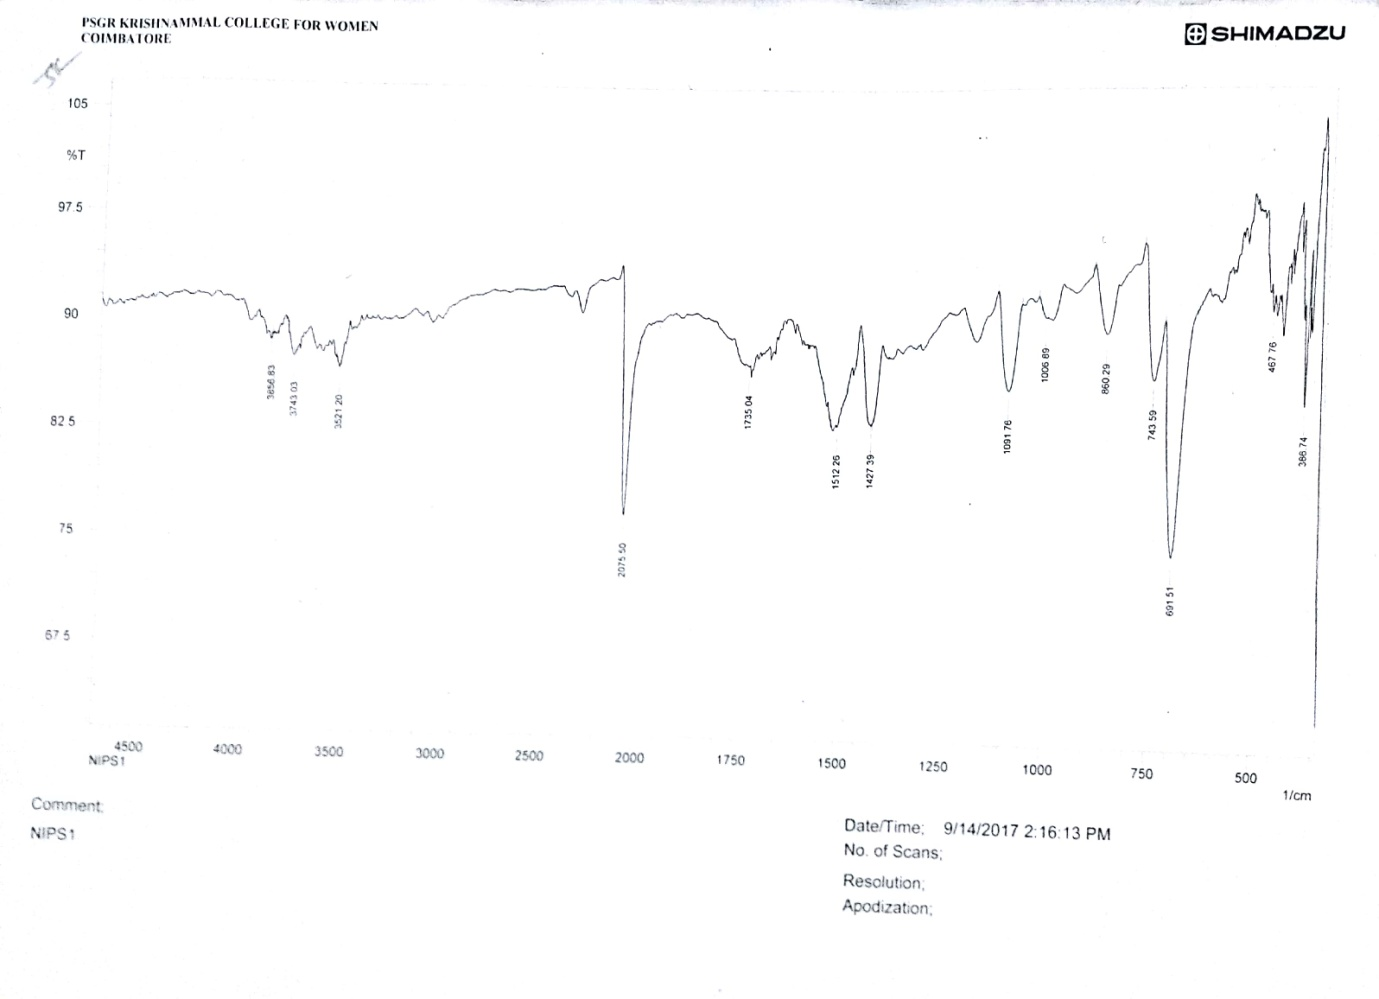 PSGR KRISHNAMMAL COLLEGE FOR WOMEN
COIMBATORE
SHIMADZU
105
%T
97.5
90
82.5
75
67.5
3856.83
3743.03
3521.20
2075.50
1735.04
1512.26
1427.39
1091.76
1006.89
860.29
743.59
691.51
467.76
386.74
4500 4000 3500 3000 2500 2000 1750 1500 1250 1000 750 500
NIPS1
1/cm
Comment;
NIPS1
Date/Time; 9/14/2017 2:16:13 PM
No. of Scans;
Resolution;
Apodization;